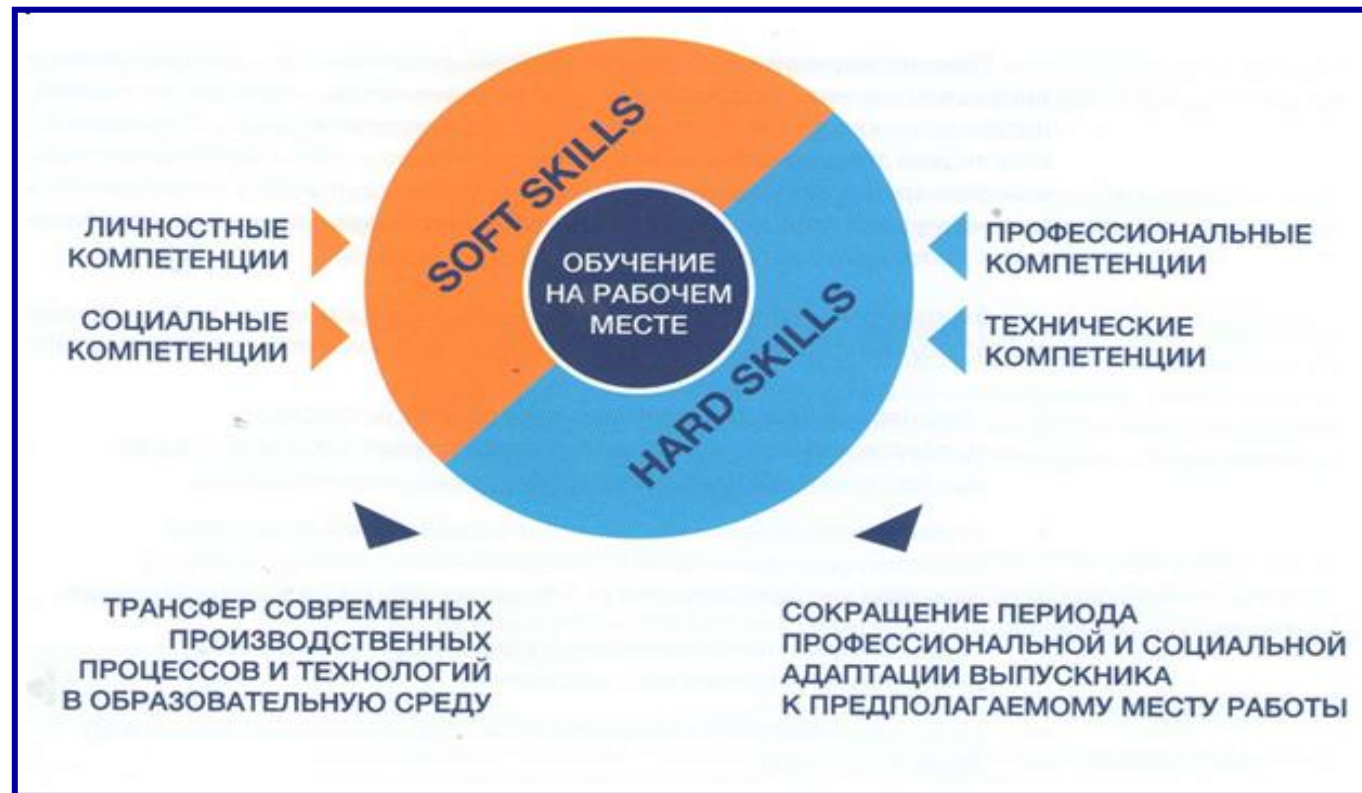 SOFT SKILLS
ЛИЧНОСТНЫЕ
КОМПЕТЕНЦИИ
СОЦИАЛЬНЫЕ
КОМПЕТЕНЦИИ
ОБУЧЕНИЕ
НА РАБОЧЕМ
МЕСТЕ
ПРОФЕССИОНАЛЬНЫЕ
КОМПЕТЕНЦИИ
ТЕХНИЧЕСКИЕ
КОМПЕТЕНЦИИ
HARD SKILLS
ТРАНСФЕР СОВРЕМЕННЫХ
ПРОИЗВОДСТВЕННЫХ
ПРОЦЕССОВ И ТЕХНОЛОГИЙ
В ОБРАЗОВАТЕЛЬНУЮ СРЕДУ
СОКРАЩЕНИЕ ПЕРИОДА
ПРОФЕССИОНАЛЬНОЙ И СОЦИАЛЬНОЙ
АДАПТАЦИИ ВЫПУСКНИКА
К ПРЕДПОЛАГАЕМОМУ МЕСТУ РАБОТЫ